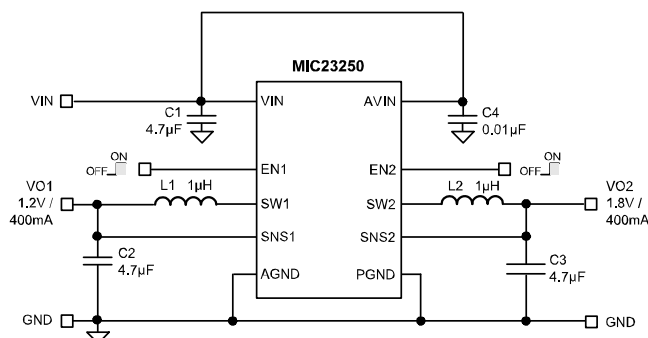 MIC23250
VIN
VIN
AVIN
C1
4.7µF
C4
0.01µF
ON
OFF
EN1
EN2
ON
OFF
VO1
1.2V /
400mA
L1 1µH
SW1
SW2
L2 1µH
VO2
1.8V /
400mA
SNS1
SNS2
C2
4.7µF
AGND
PGND
C3
4.7µF
GND
GND